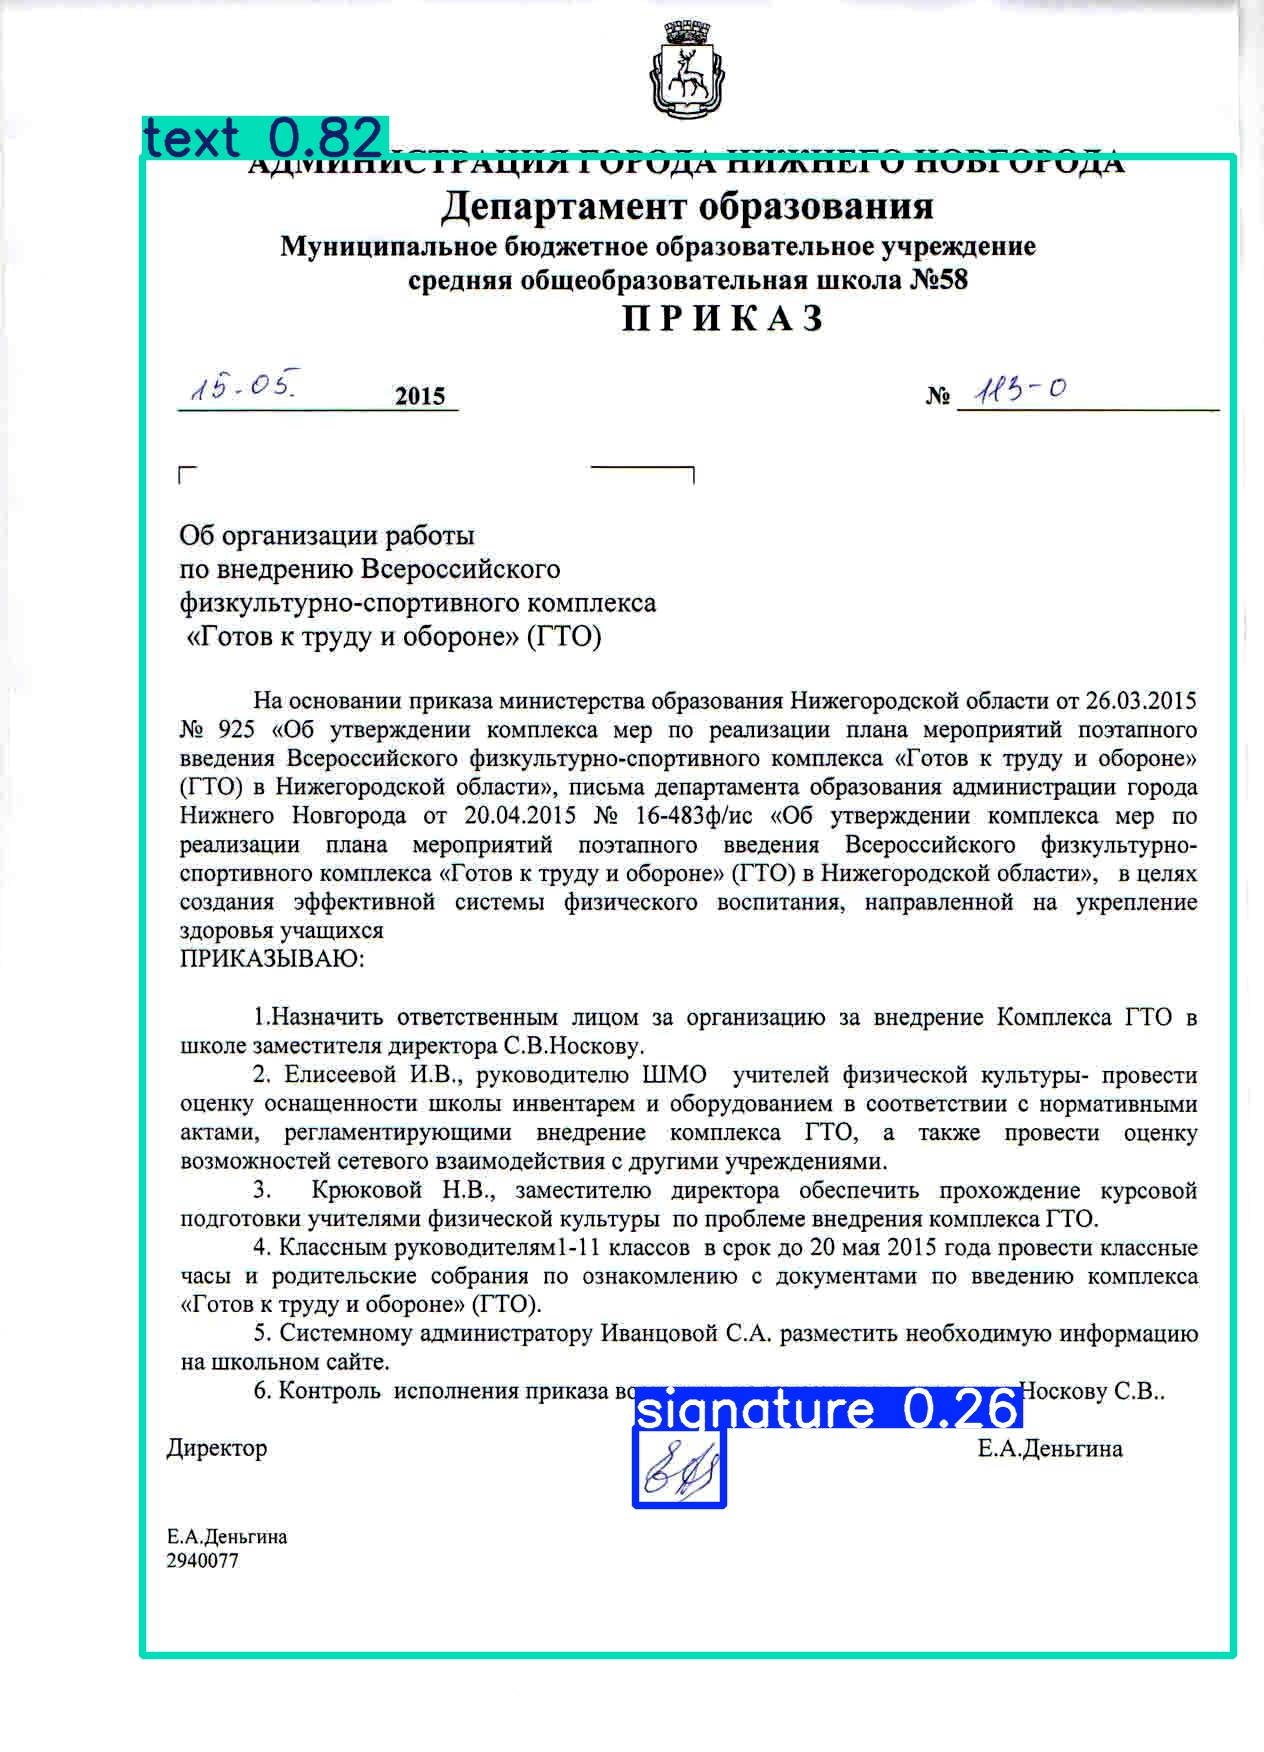 text 0.82
АДМИНИСТРАЦИЯ ГОРОДА НИЖНЕГО НОВГОРОДА
Департамент образования
Муниципальное бюджетное образовательное учреждение
средняя общеобразовательная школа №58
П Р И К А З
15-05. 2015 № 113-О
Об организации работы
по внедрению Всероссийского
физкультурно-спортивного комплекса
«Готов к труду и обороне» (ГТО)
На основании приказа министерства образования Нижегородской области от 26.03.2015
№ 925 «Об утверждении комплекса мер по реализации плана мероприятий поэтапного
введения Всероссийского физкультурно-спортивного комплекса «Готов к труду и обороне»
(ГТО) в Нижегородской области», письма департамента образования администрации города
Нижнего Новгорода от 20.04.2015 № 16-483ф/ис «Об утверждении комплекса мер по
реализации плана мероприятий поэтапного введения Всероссийского физкультурно-
спортивного комплекса «Готов к труду и обороне» (ГТО) в Нижегородской области», в целях
создания эффективной системы физического воспитания, направленной на укрепление
здоровья учащихся
ПРИКАЗЫВАЮ:
1.Назначить ответственным лицом за организацию за внедрение Комплекса ГТО в
школе заместителя директора С.В.Носкову.
2. Елисеевой И.В., руководителю ШМО учителей физической культуры- провести
оценку оснащенности школы инвентарем и оборудованием в соответствии с нормативными
актами, регламентирующими внедрение комплекса ГТО, а также провести оценку
возможностей сетевого взаимодействия с другими учреждениями.
3. Крюковой Н.В., заместителю директора обеспечить прохождение курсовой
подготовки учителями физической культуры по проблеме внедрения комплекса ГТО.
4. Классным руководителям1-11 классов в срок до 20 мая 2015 года провести классные
часы и родительские собрания по ознакомлению с документами по введению комплекса
«Готов к труду и обороне» (ГТО).
5. Системному администратору Иванцовой С.А. разместить необходимую информацию
на школьном сайте.
6. Контроль исполнения приказа Носкову С.В..
signature 0.26
Директор Е.А.Деньгина
Е.А.Деньгина
2940077